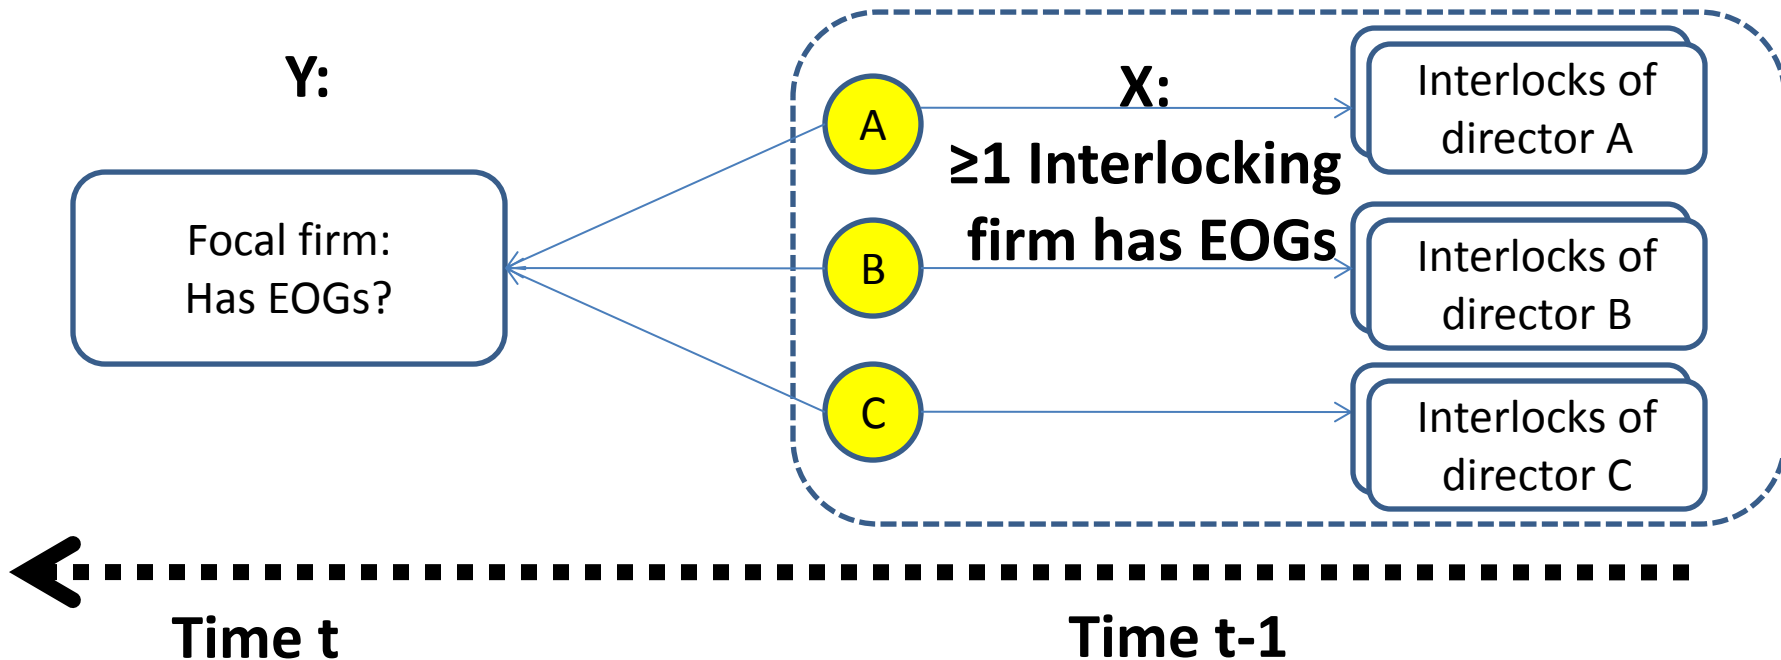 Y:
Focal firm:
Has EOGs?
A
B
C
X:
≥1 Interlocking
firm has EOGs
Interlocks of
director A
Interlocks of
director B
Interlocks of
director C
Time t
Time t-1